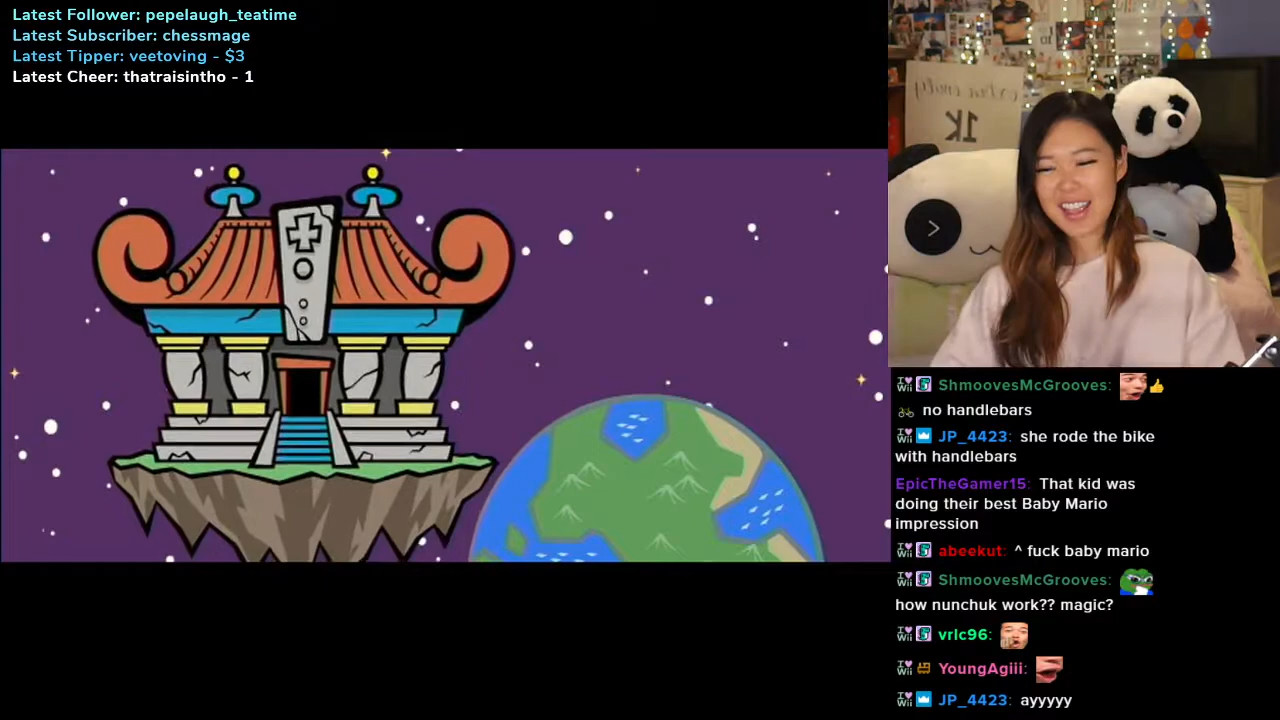 Latest Follower: pepelaugh_teatime
Latest Subscriber: chessmage
Latest Tipper: veetoving - $3
Latest Cheer: thatraisintho - 1
1K
ShmoovesMcGrooves:
no handlebars
JP_4423: she rode the bike
with handlebars
EpicTheGamer15: That kid was
doing their best Baby Mario
impression
abeekut: ^ fuck baby mario
ShmoovesMcGrooves:
how nunchuk work?? magic?
vrlc96:
YoungAgiii:
JP_4423: ayyyyy